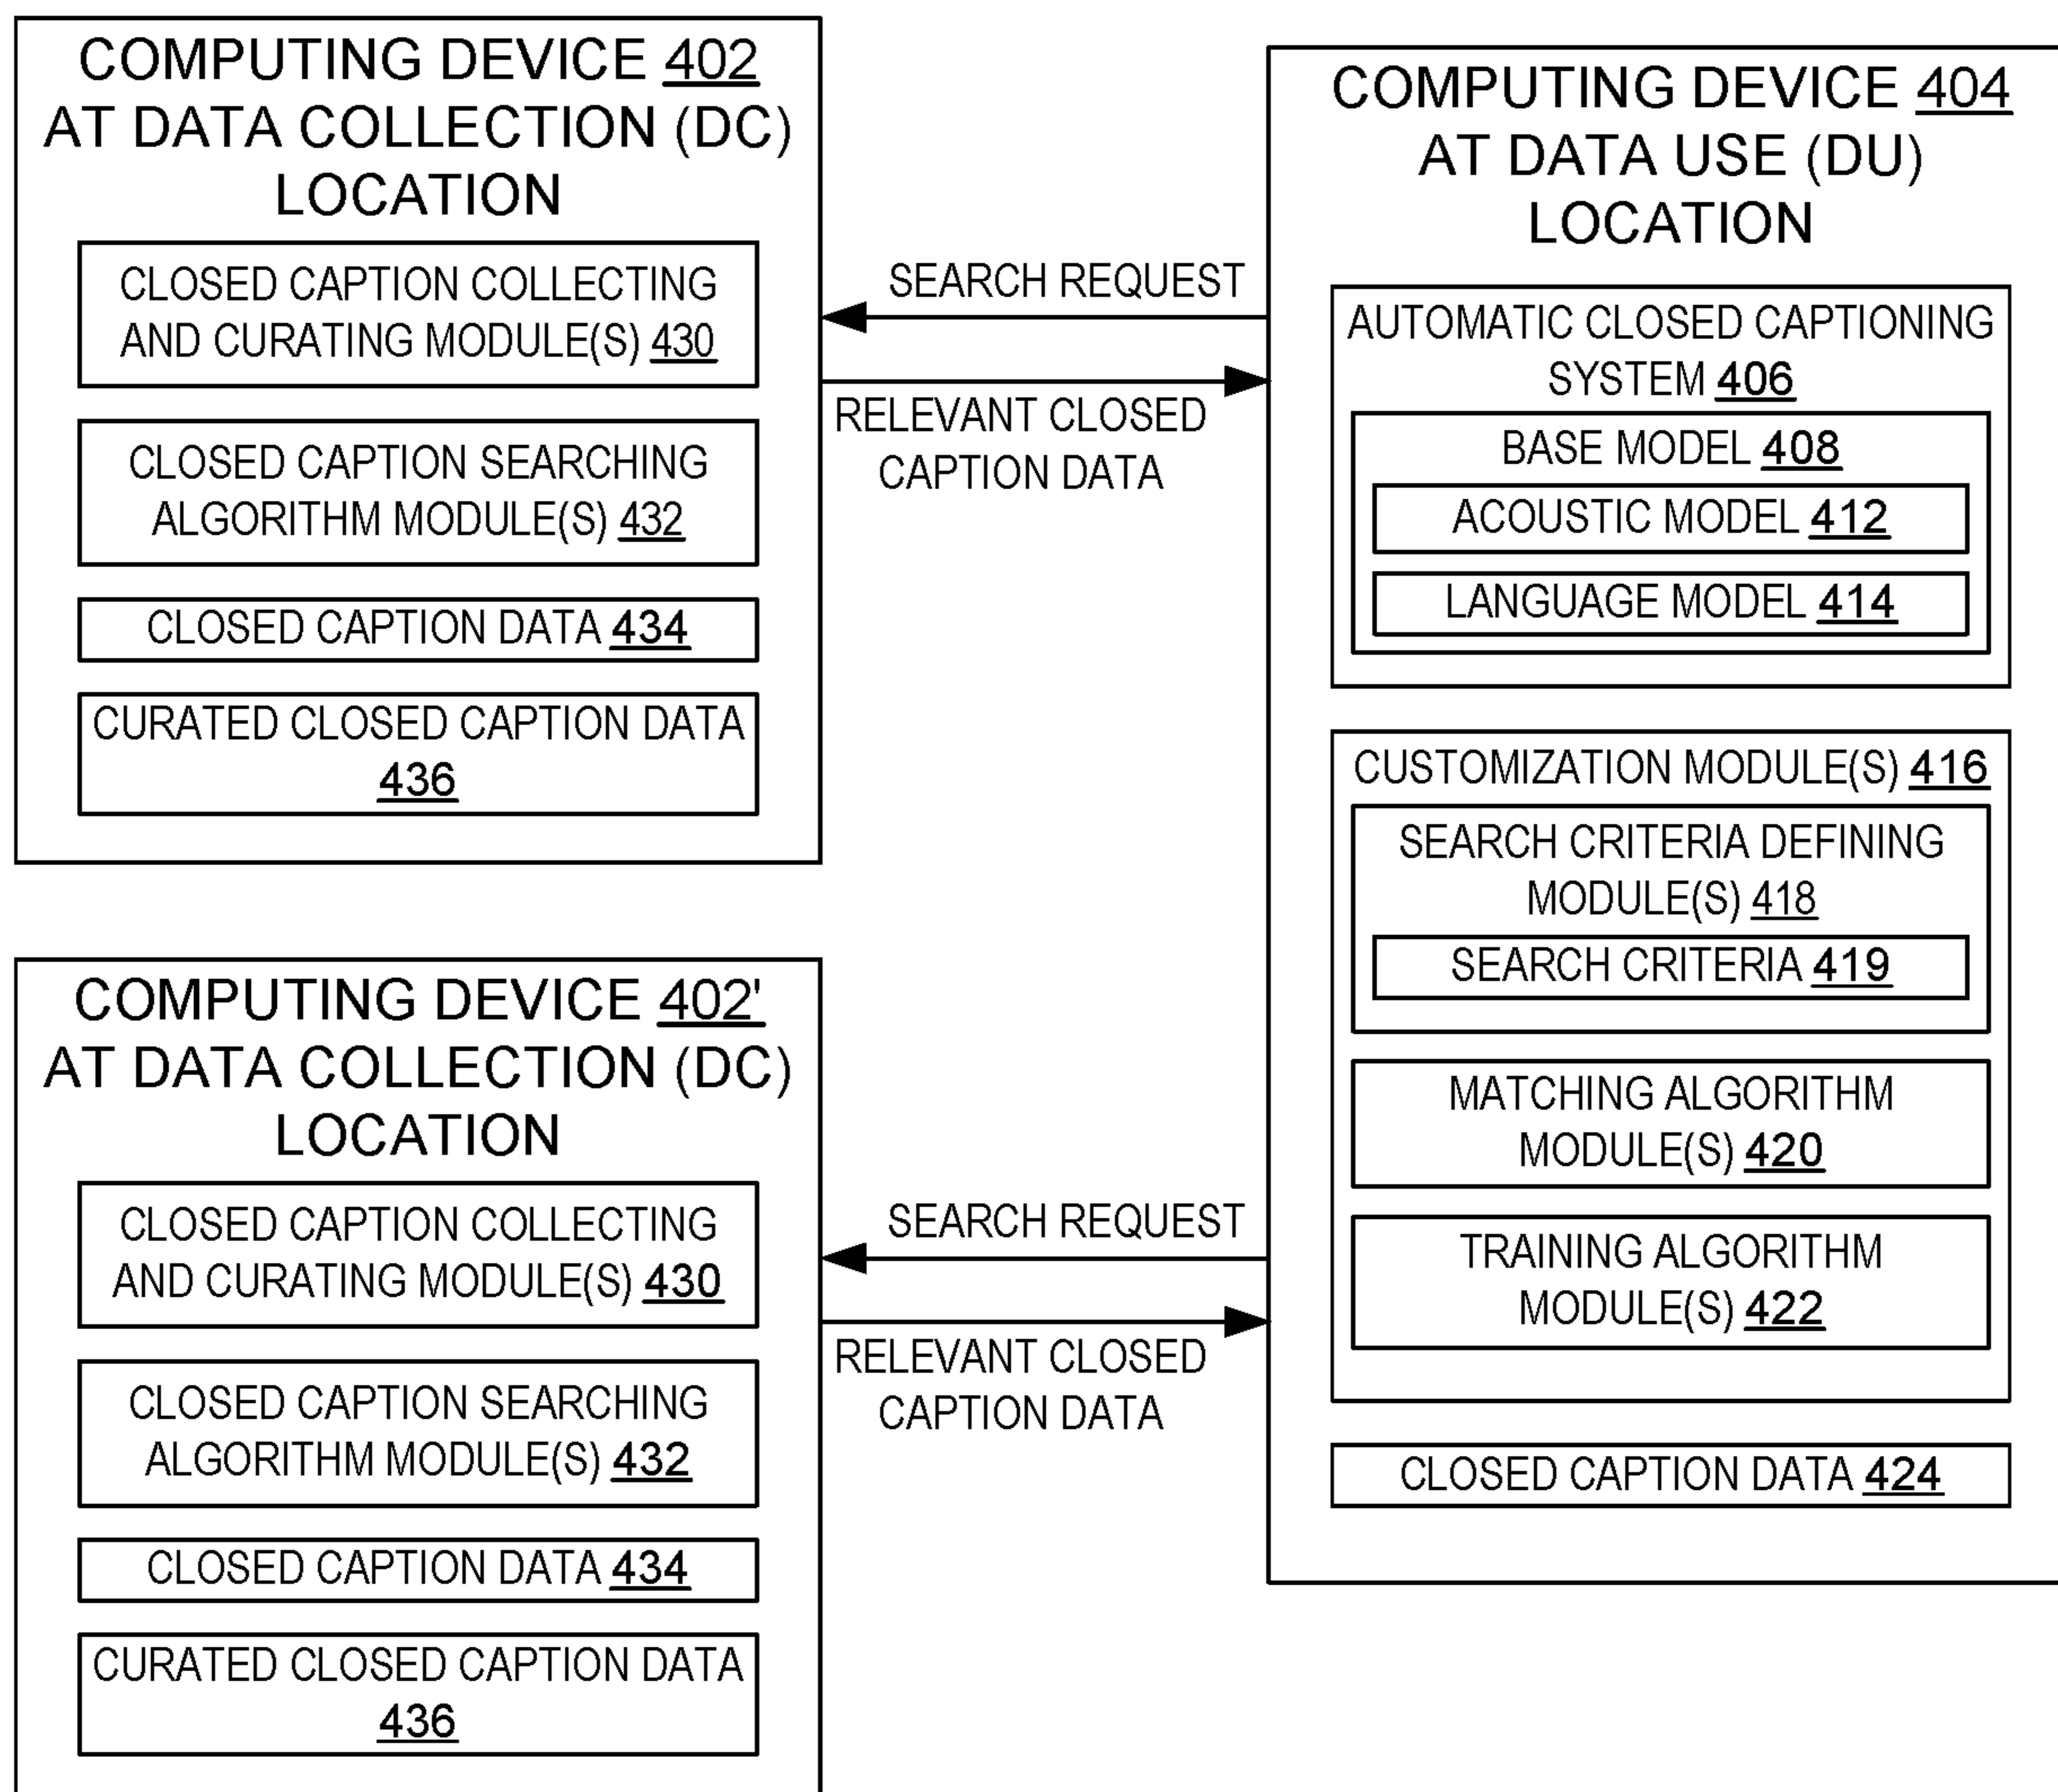 COMPUTING DEVICE 402
AT DATA COLLECTION (DC)
LOCATION
CLOSED CAPTION COLLECTING
AND CURATING MODULE(S) 430
CLOSED CAPTION SEARCHING
ALGORITHM MODULE(S) 432
CLOSED CAPTION DATA 434
CURATED CLOSED CAPTION DATA
436
SEARCH REQUEST
RELEVANT CLOSED
CAPTION DATA
COMPUTING DEVICE 402'
AT DATA COLLECTION (DC)
LOCATION
CLOSED CAPTION COLLECTING
AND CURATING MODULE(S) 430
CLOSED CAPTION SEARCHING
ALGORITHM MODULE(S) 432
CLOSED CAPTION DATA 434
CURATED CLOSED CAPTION DATA
436
SEARCH REQUEST
RELEVANT CLOSED
CAPTION DATA
COMPUTING DEVICE 404
AT DATA USE (DU)
LOCATION
AUTOMATIC CLOSED CAPTIONING
SYSTEM 406
BASE MODEL 408
ACOUSTIC MODEL 412
LANGUAGE MODEL 414
CUSTOMIZATION MODULE(S) 416
SEARCH CRITERIA DEFINING
MODULE(S) 418
SEARCH CRITERIA 419
MATCHING ALGORITHM
MODULE(S) 420
TRAINING ALGORITHM
MODULE(S) 422
CLOSED CAPTION DATA 424